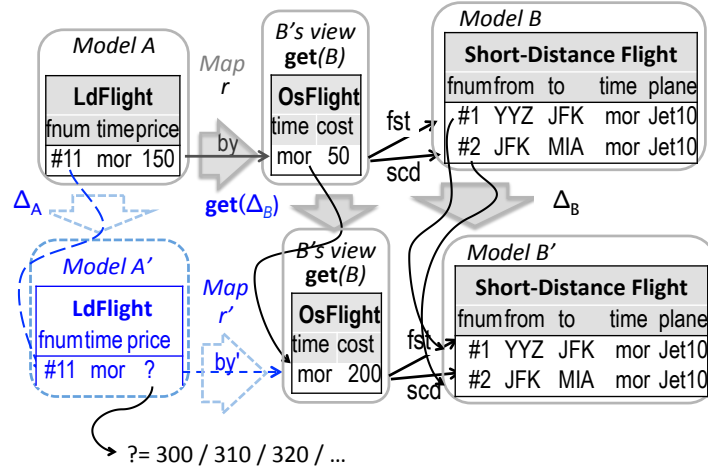 Model A
Map
r
B's view
get(B)
Model B
LdFlight
fnum time price
#11 mor 150
by
OsFlight
time cost
mor 50
fst
scd
Short-Distance Flight
fnum from to time plane
#1 YYZ JFK mor Jet10
#2 JFK MIA mor Jet10
ΔA
get(ΔB)
ΔB
Model A'
Map
r'
B's view
get(B)
Model B'
LdFlight
fnum time price
#11 mor ?
by'
OsFlight
time cost
mor 200
fst
scd
Short-Distance Flight
fnum from to time plane
#1 YYZ JFK mor Jet10
#2 JFK MIA mor Jet10
?= 300 / 310 / 320 / ...